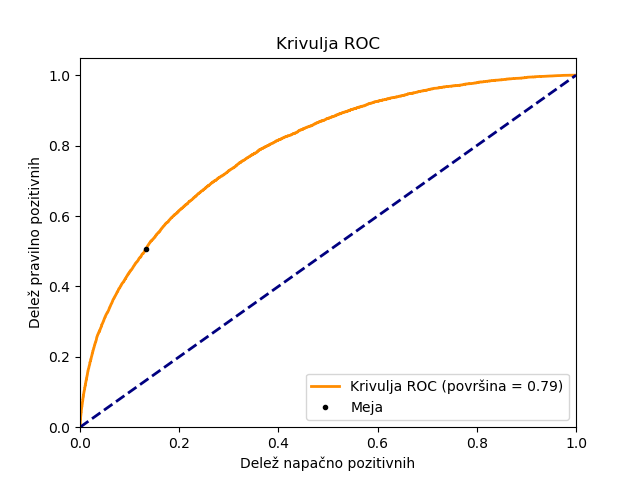 Krivulja ROC
1.0
0.8
0.6
0.4
0.2
0.0
Delež pravilno pozitivnih
Krivulja ROC (površina = 0.79)
Meja
0.0 0.2 0.4 0.6 0.8 1.0
Delež napačno pozitivnih